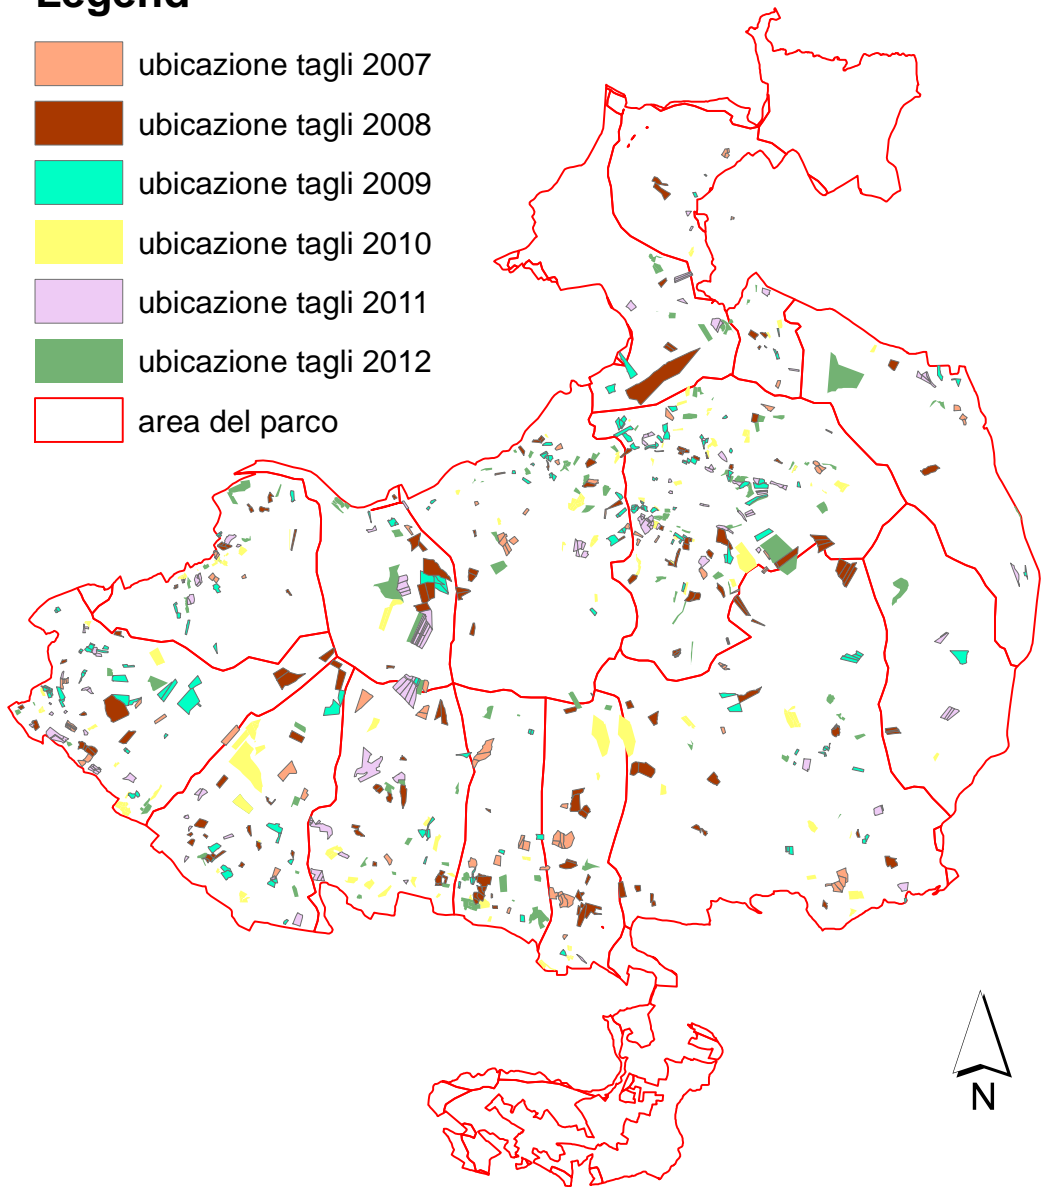 Legend
ubicazione tagli 2007
ubicazione tagli 2008
ubicazione tagli 2009
ubicazione tagli 2010
ubicazione tagli 2011
ubicazione tagli 2012
area del parco
N